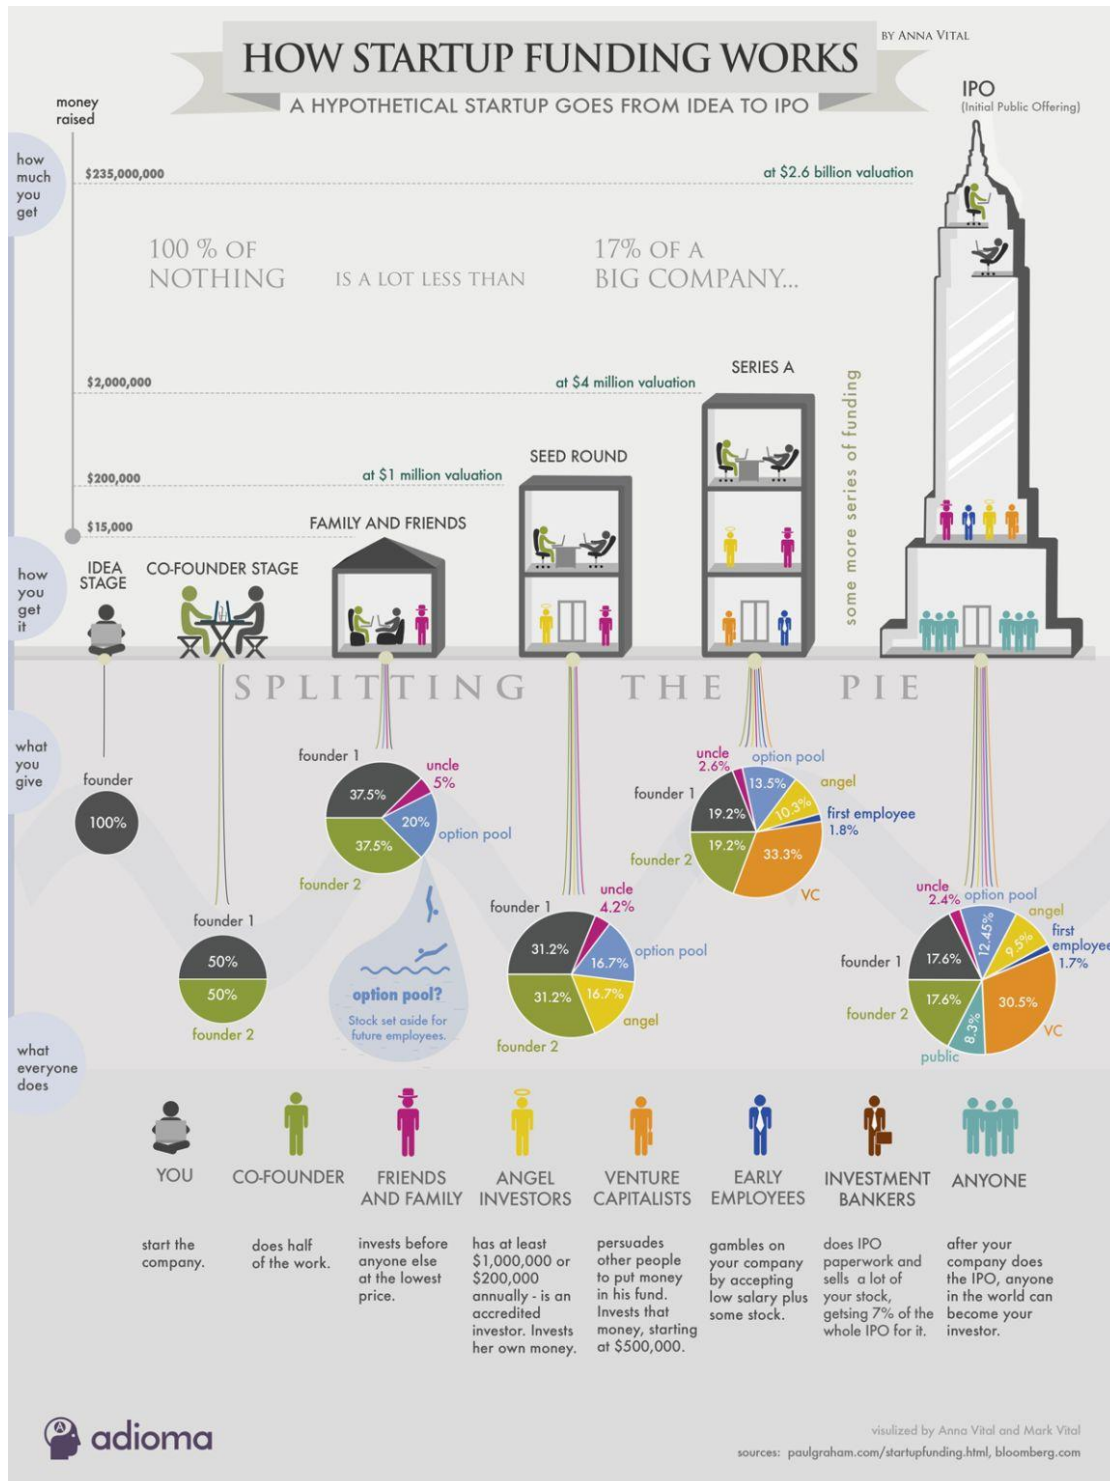 HOW STARTUP FUNDING WORKS
BY ANNA VITAL
A HYPOTHETICAL STARTUP GOES FROM IDEA TO IPO
IPO
(Initial Public Offering)
money
raised
how
much
you
get
$235,000,000
at $2.6 billion valuation
100 % OF
NOTHING
IS A LOT LESS THAN
17% OF A
BIG COMPANY...
SERIES A
$2,000,000
at $4 million valuation
some more series of funding
SEED ROUND
$200,000
at $1 million valuation
FAMILY AND FRIENDS
$15,000
IDEA
STAGE
CO-FOUNDER STAGE
how
you
get
it
SPLITTING THE PIE
what
you
give
founder
100%
founder 1
50%
50%
founder 2
founder 1
uncle
5%
37.5%
20%
option pool
37.5%
founder 2
option pool?
Stock set aside for
future employees.
founder 1
uncle
4.2%
31.2%
16.7%
option pool
31.2%
16.7%
angel
founder 2
uncle
2.6%
option pool
founder 1
13.5%
angel
19.2%
10.3%
first employee
1.8%
19.2%
founder 2
33.3%
VC
uncle
2.4%
option pool
angel
12.45%
9.5%
first
employee
1.7%
founder 1
17.6%
founder 2
17.6%
30.5%
8.3%
VC
public
what
everyone
does
YOU
CO-FOUNDER
FRIENDS
AND FAMILY
ANGEL
INVESTORS
VENTURE
CAPITALISTS
EARLY
EMPLOYEES
INVESTMENT
BANKERS
ANYONE
start the
company.
does half
of the work.
invests before
anyone else
at the lowest
price.
has at least
$1,000,000 or
$200,000
annually - is an
accredited
investor. Invests
her own money.
persuades
other people
to put money
in his fund.
Invests that
money, starting
at $500,000.
gambles on
your company
by accepting
low salary plus
some stock.
does IPO
paperwork and
sells a lot of
your stock,
getsing 7% of the
whole IPO for it.
after your
company does
the IPO, anyone
in the world can
become your
investor.
A
adioma
visulized by Anna Vital and Mark Vital
sources: paulgraham.com/startupfunding.html, bloomberg.com